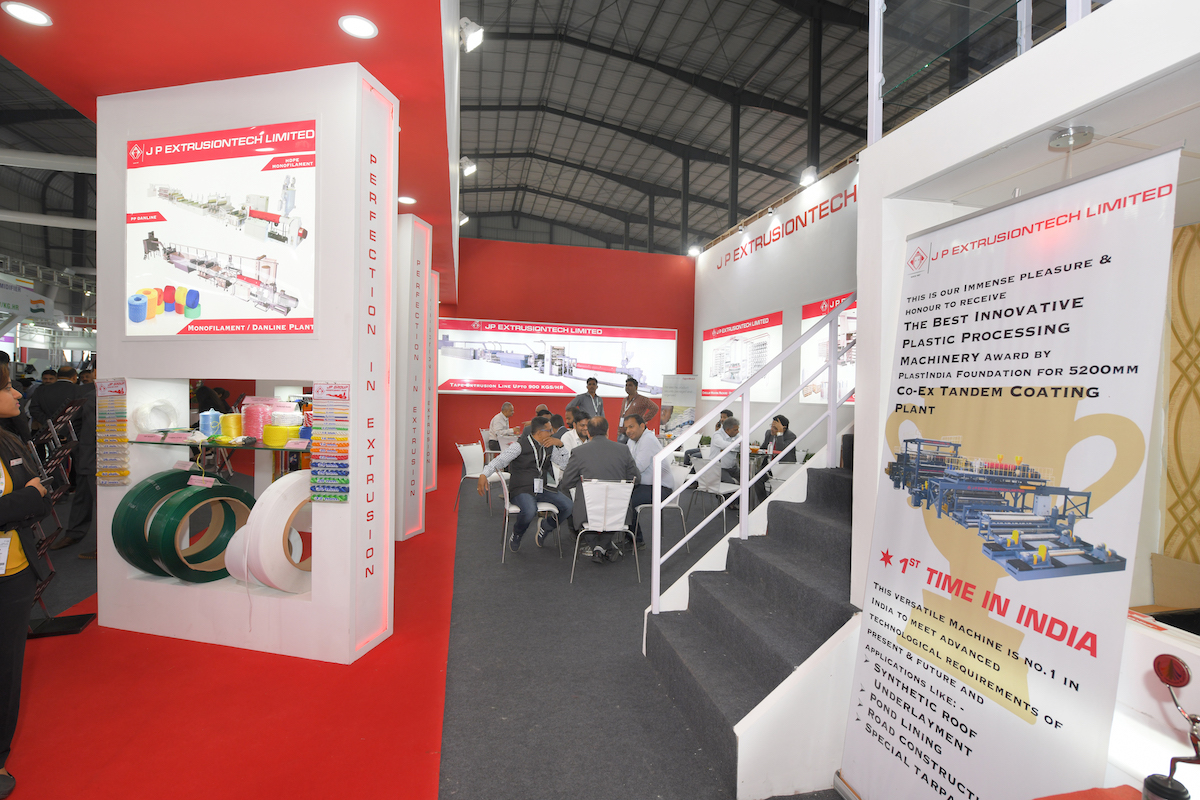 J P EXTRUSIONTECH LIMITED
HDPE
MONOFILAMENT
PP DANLINE
MONOFILAMENT / DANLINE PLANT
PERFECTION IN EXTRUSION
PERFECTION IN EXTRUSION
JP EXTRUSIONTECH LIMITED
TAPE EXTRUSION LINE UPTO 900 KGS/HR
J P EXTRUSIONTECH
J P EXTRUSIONTECH LIMITED
J P EXTRUSIONTECH LIMITED
THIS IS OUR IMMENSE PLEASURE &
HONOUR TO RECEIVE
THE BEST INNOVATIVE
PLASTIC PROCESSING
MACHINERY AWARD BY
PLASTINDIA FOUNDATION FOR 5200MM
CO-EX TANDEM COATING
PLANT
1ST TIME IN INDIA
THIS VERSATILE MACHINE IS NO.1 IN
INDIA TO MEET ADVANCED
TECHNOLOGICAL REQUIREMENTS OF
PRESENT & FUTURE AND
APPLICATIONS LIKE: -
SYNTHETIC ROOF
UNDERLAYMENT
POND LINING
ROAD CONSTRUCTI
SPECIAL TARPA